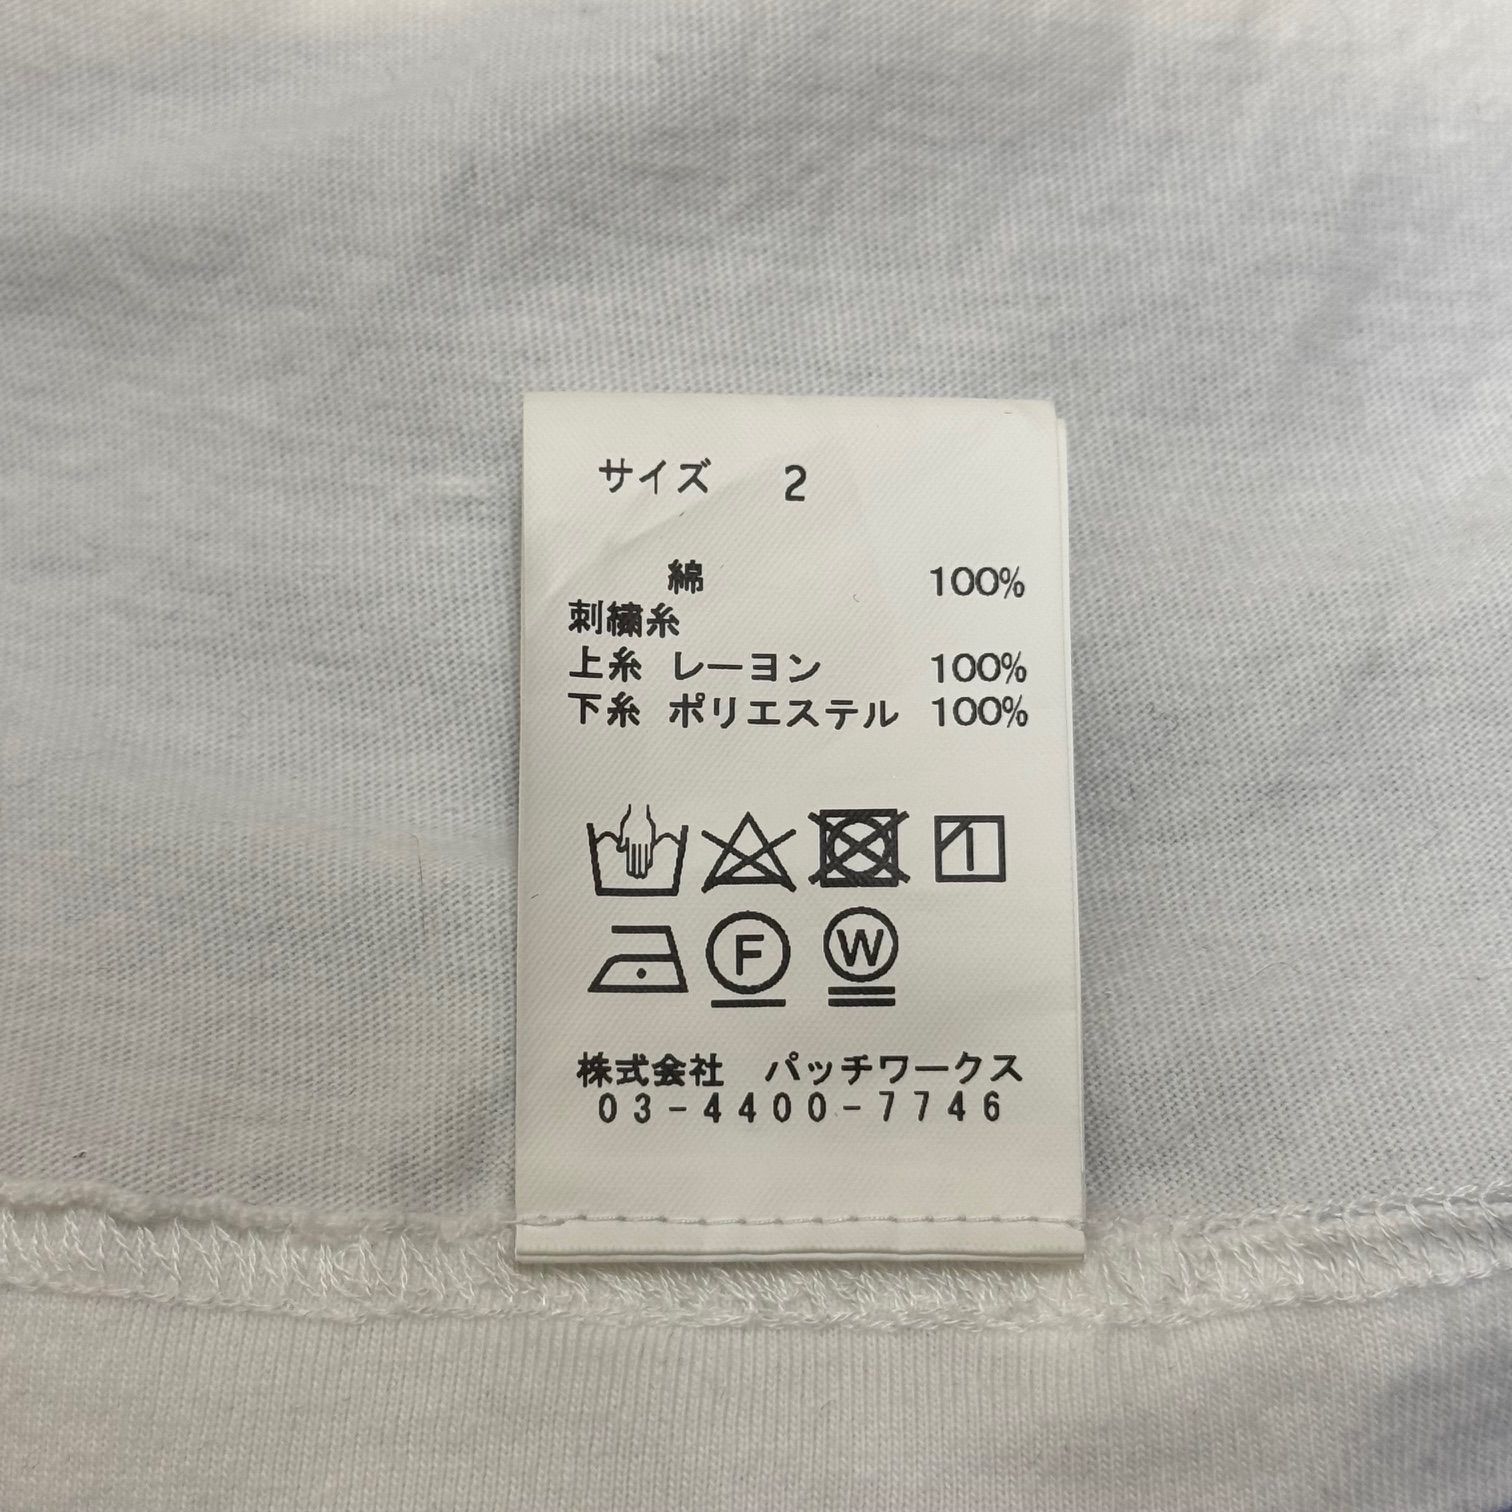 サイズ 2
綿 100%
刺繍糸
上糸 レーヨン 100%
下糸 ポリエステル 100%
F W
株式会社 パッチワークス
03-4400-7746